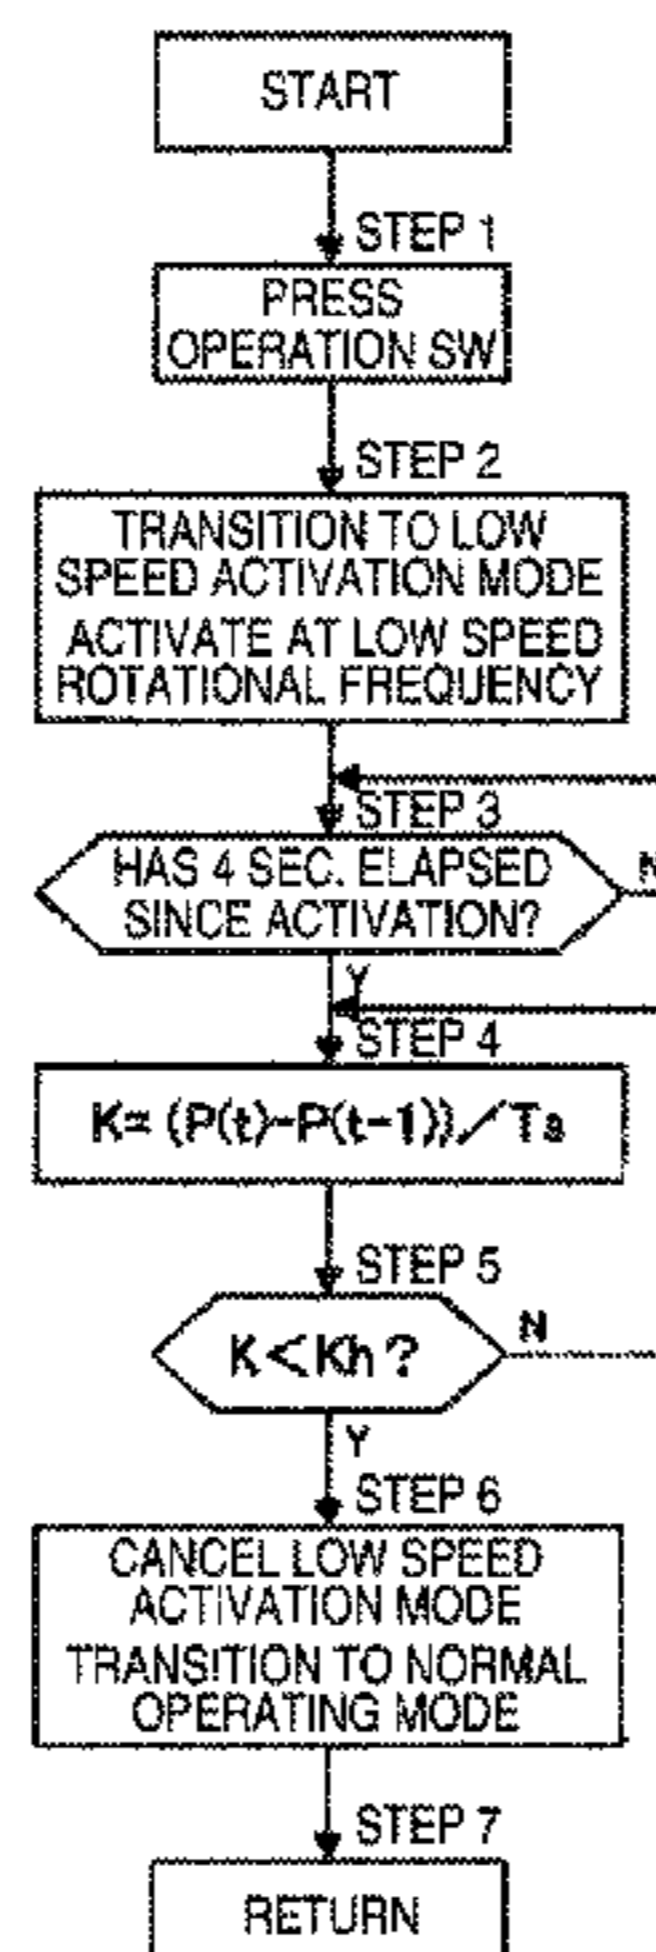 START
STEP 1
PRESS
OPERATION SW
STEP 2
TRANSITION TO LOW
SPEED ACTIVATION MODE
ACTIVATE AT LOW SPEED
ROTATIONAL FREQUENCY
STEP 3
HAS 4 SEC. ELAPSED
SINCE ACTIVATION?
N
Y
STEP 4
K=(P(t)-P(t-1))/Ta
STEP 5
K<Kh?
N
Y
STEP 6
CANCEL LOW SPEED
ACTIVATION MODE
TRANSITION TO NORMAL
OPERATING MODE
STEP 7
RETURN